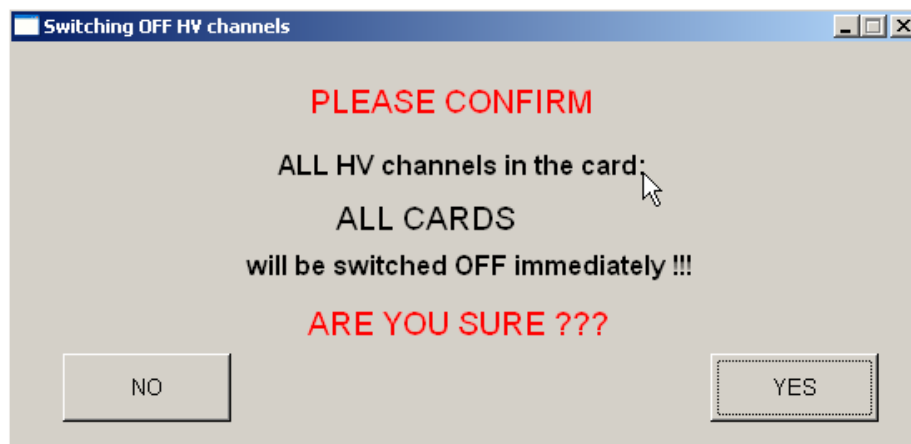 Switching OFF HV channels
PLEASE CONFIRM
ALL HV channels in the card:
ALL CARDS
will be switched OFF immediately !!!
ARE YOU SURE ???
NO
YES